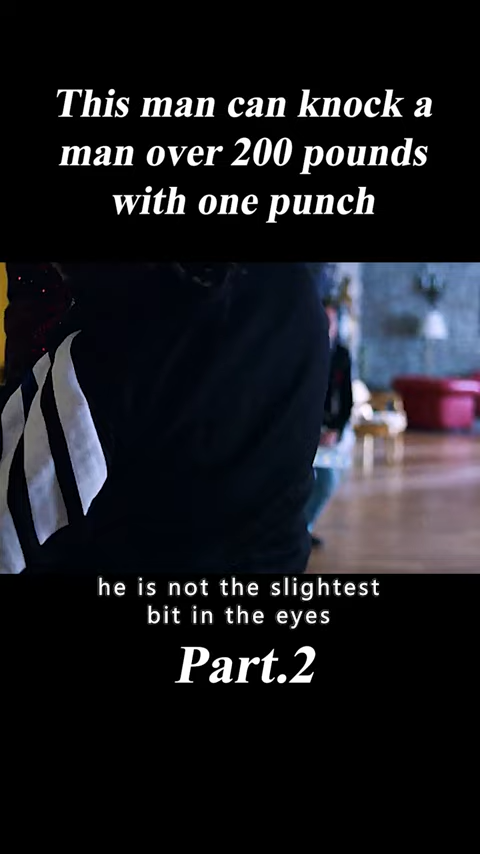 This man can knock a
man over 200 pounds
with one punch
he is not the slightest
bit in the eyes
Part.2